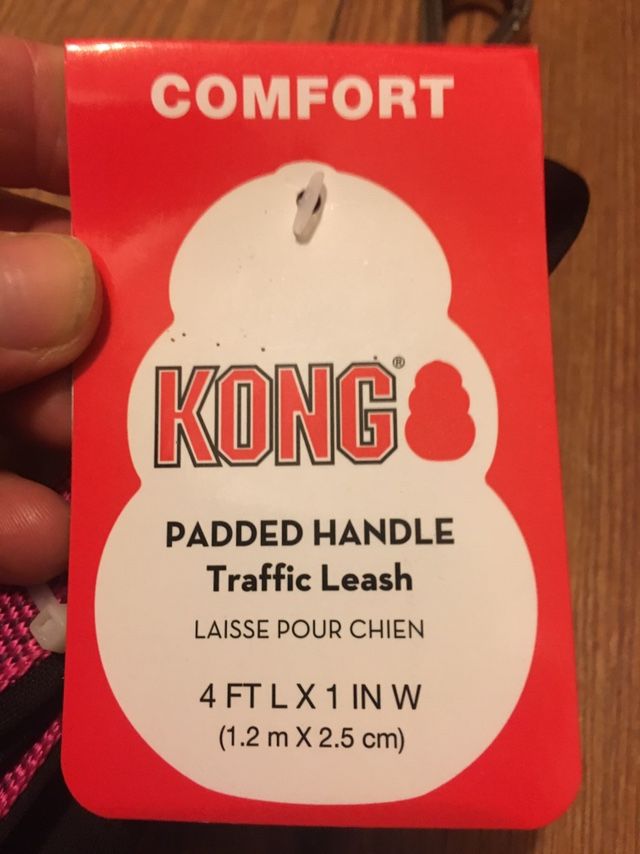 COMFORT
KONG®
PADDED HANDLE
Traffic Leash
LAISSE POUR CHIEN
4 FT L X 1 IN W
(1.2 m X 2.5 cm)